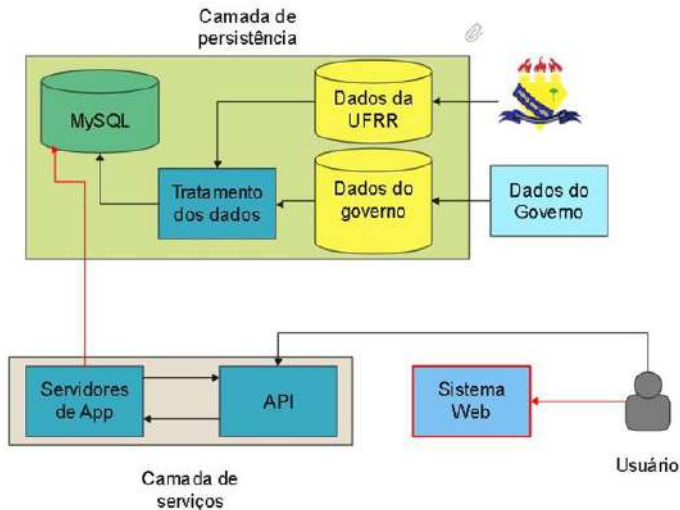 Camada de
persistência
MySQL
Dados da
UFRR
Tratamento
dos dados
Dados do
governo
Dados do
Governo
Servidores
de App
API
Sistema
Web
Usuário
Camada de
serviços